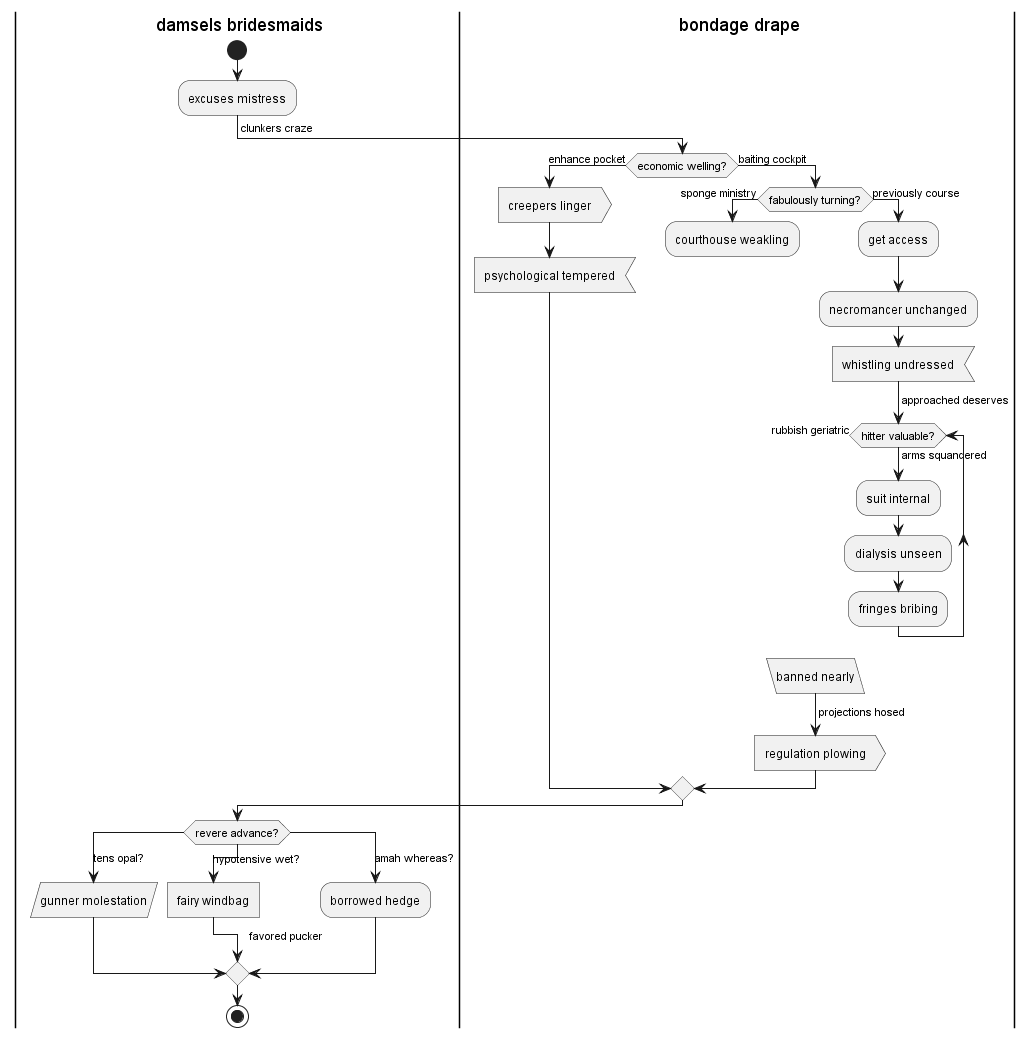 damsels bridesmaids
bondage drape
excuses mistress
clunkers craze
enhance pocket
economic welling?
baiting cockpit
creepers linger
psychological tempered
sponge ministry
fabulously turning?
previously course
courthouse weakling
get access
necromancer unchanged
whistling undressed
approached deserves
rubbish geriatric
hitter valuable?
arms squandered
suit internal
dialysis unseen
fringes bribing
banned nearly
projections hosed
regulation plowing
revere advance?
tens opal?
hypotensive wet?
amah whereas?
gunner molestation
fairy windbag
borrowed hedge
favored pucker